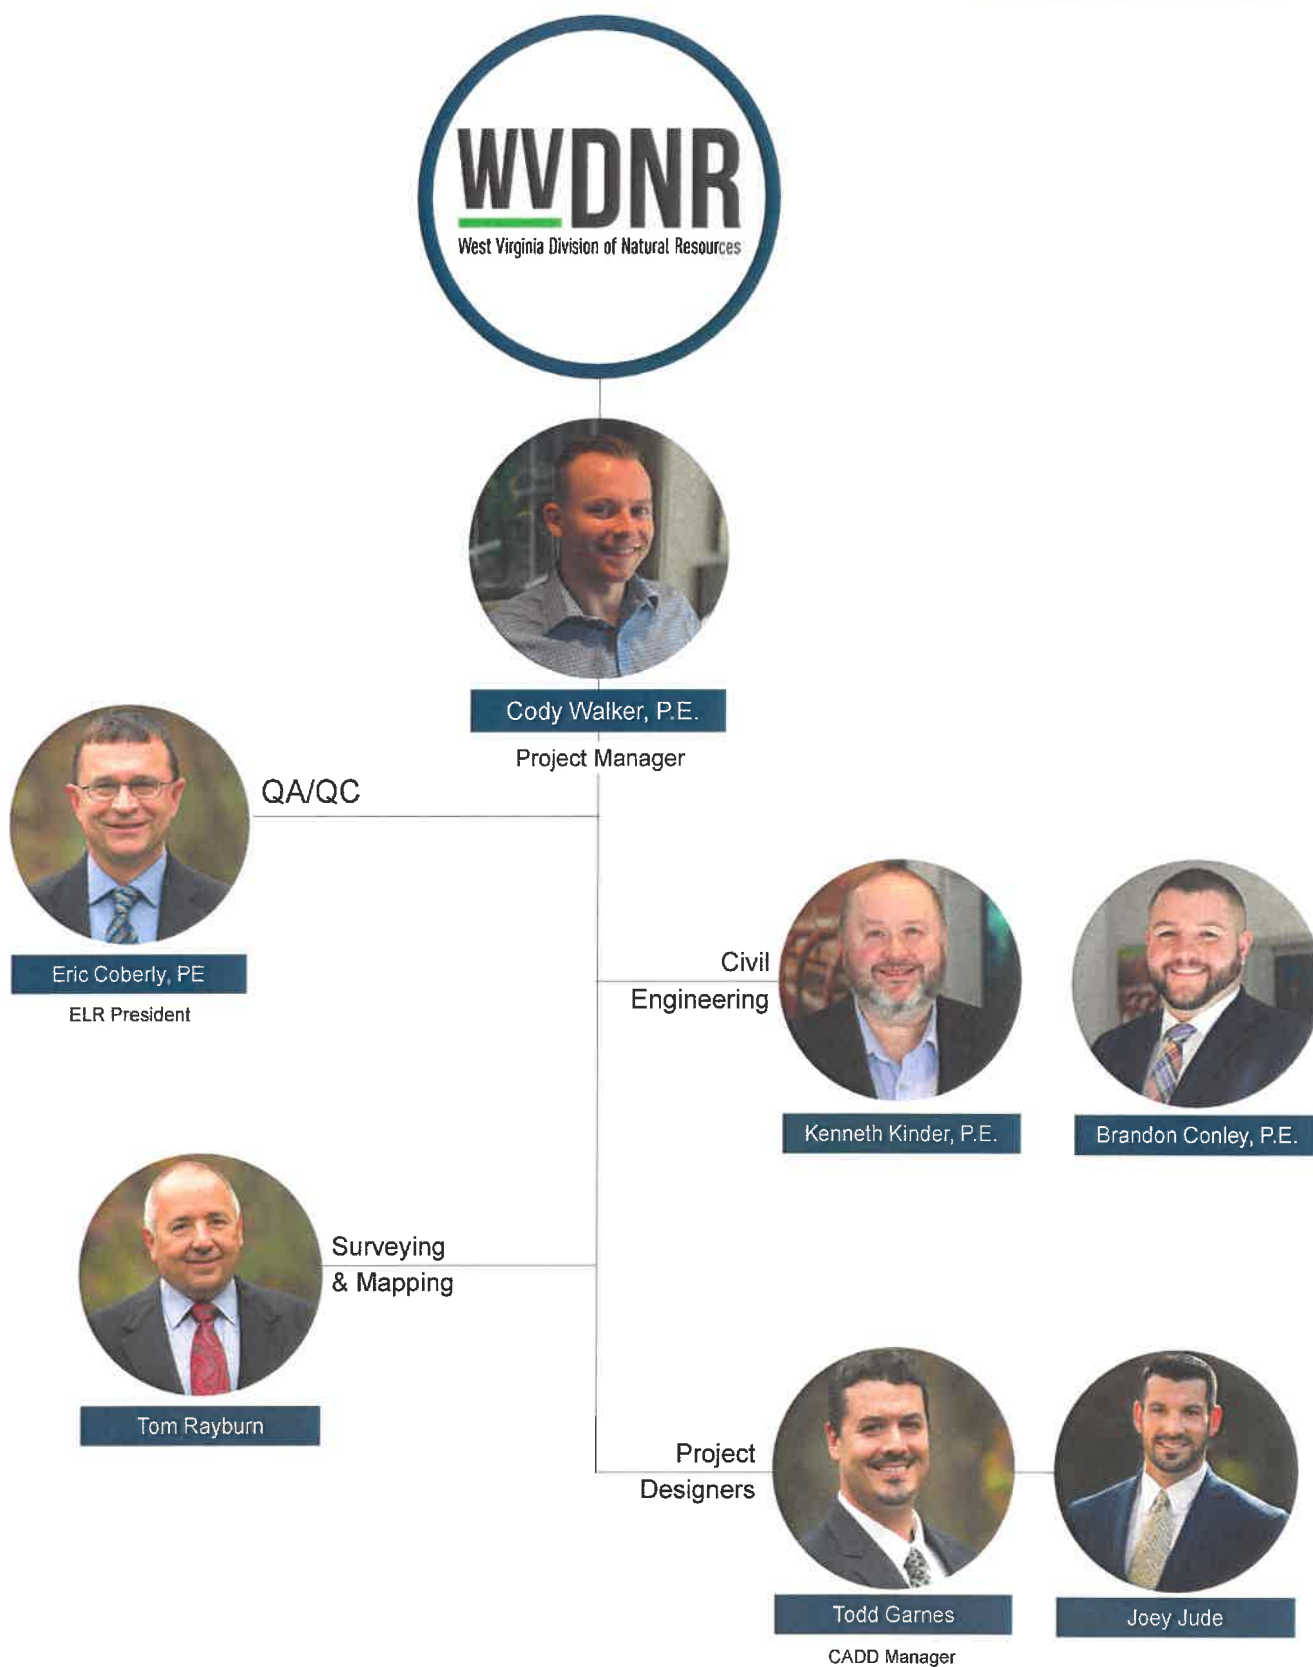 WVDNR
West Virginia Division of Natural Resources
Cody Walker, P.E.
Project Manager
QA/QC
Eric Coberly, PE
ELR President
Civil
Engineering
Kenneth Kinder, P.E.
Brandon Conley, P.E.
Surveying
& Mapping
Tom Rayburn
Project
Designers
Todd Garnes
CADD Manager
Joey Jude